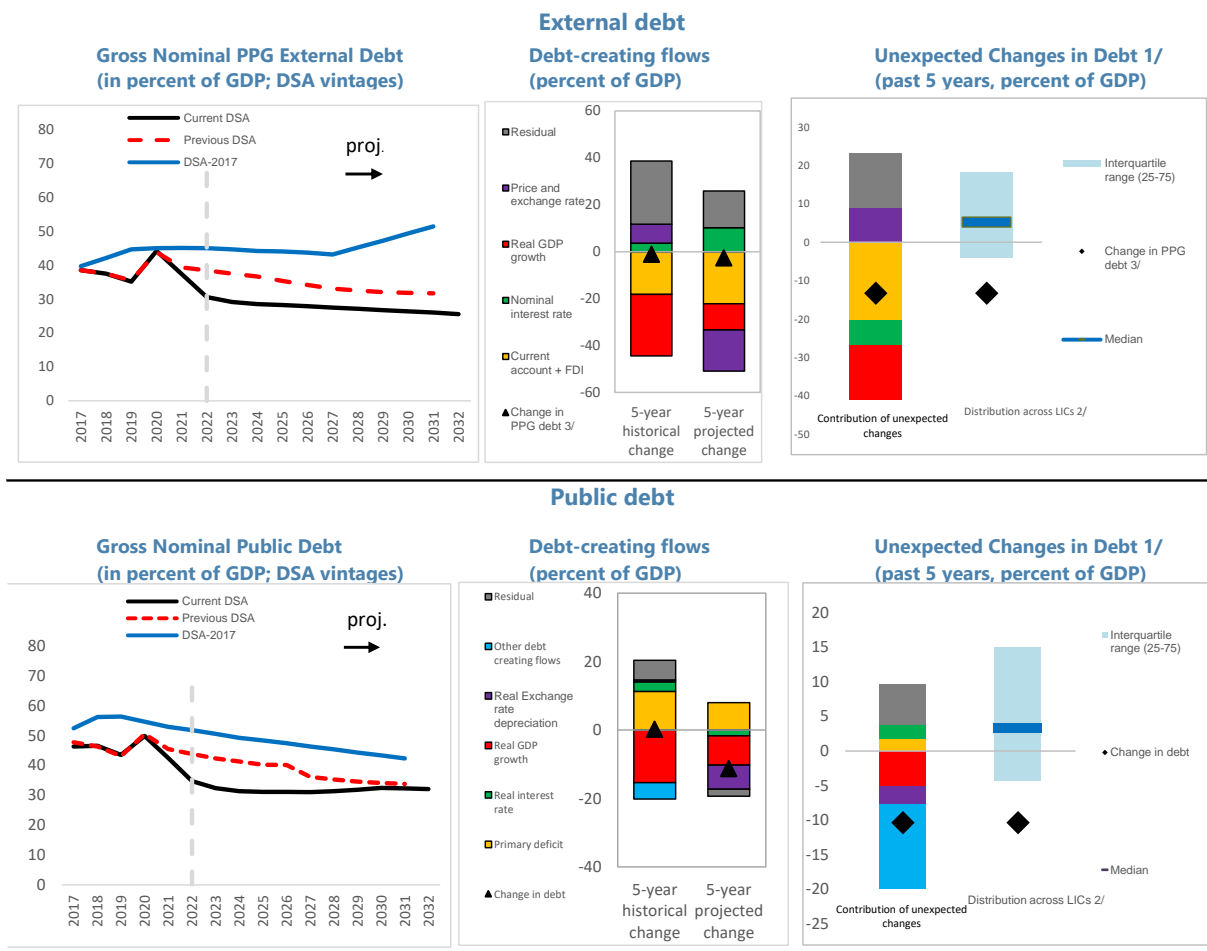 External debt
Gross Nominal PPG External Debt
(in percent of GDP; DSA vintages)
Debt-creating flows
(percent of GDP)
Unexpected Changes in Debt 1/
(past 5 years, percent of GDP)
Current DSA
Previous DSA
DSA-2017
proj.
80
70
60
50
40
30
20
10
0
2017
2018
2019
2020
2021
2022
2023
2024
2025
2026
2027
2028
2029
2030
2031
2032
Residual
Price and
exchange rate
Real GDP
growth
Nominal
interest rate
Current
account + FDI
Change in
PPG debt 3/
60
40
20
0
-20
-40
-60
5-year
historical
change
5-year
projected
change
30
20
10
0
-10
-20
-30
-40
-50
Contribution of unexpected
changes
Distribution across LICs 2/
Interquartile
range (25-75)
Change in PPG
debt 3/
Median
Public debt
Gross Nominal Public Debt
(in percent of GDP; DSA vintages)
Debt-creating flows
(percent of GDP)
Unexpected Changes in Debt 1/
(past 5 years, percent of GDP)
Current DSA
Previous DSA
DSA-2017
proj.
80
70
60
50
40
30
20
10
0
2017
2018
2019
2020
2021
2022
2023
2024
2025
2026
2027
2028
2029
2030
2031
2032
Residual
Other debt
creating flows
Real Exchange
rate
depreciation
Real GDP
growth
Real interest
rate
Primary deficit
Change in debt
40
20
0
-20
-40
5-year
historical
change
5-year
projected
change
20
15
10
5
0
-5
-10
-15
-20
-25
Contribution of unexpected
changes
Distribution across LICs 2/
Interquartile
range (25-75)
Change in debt
Median